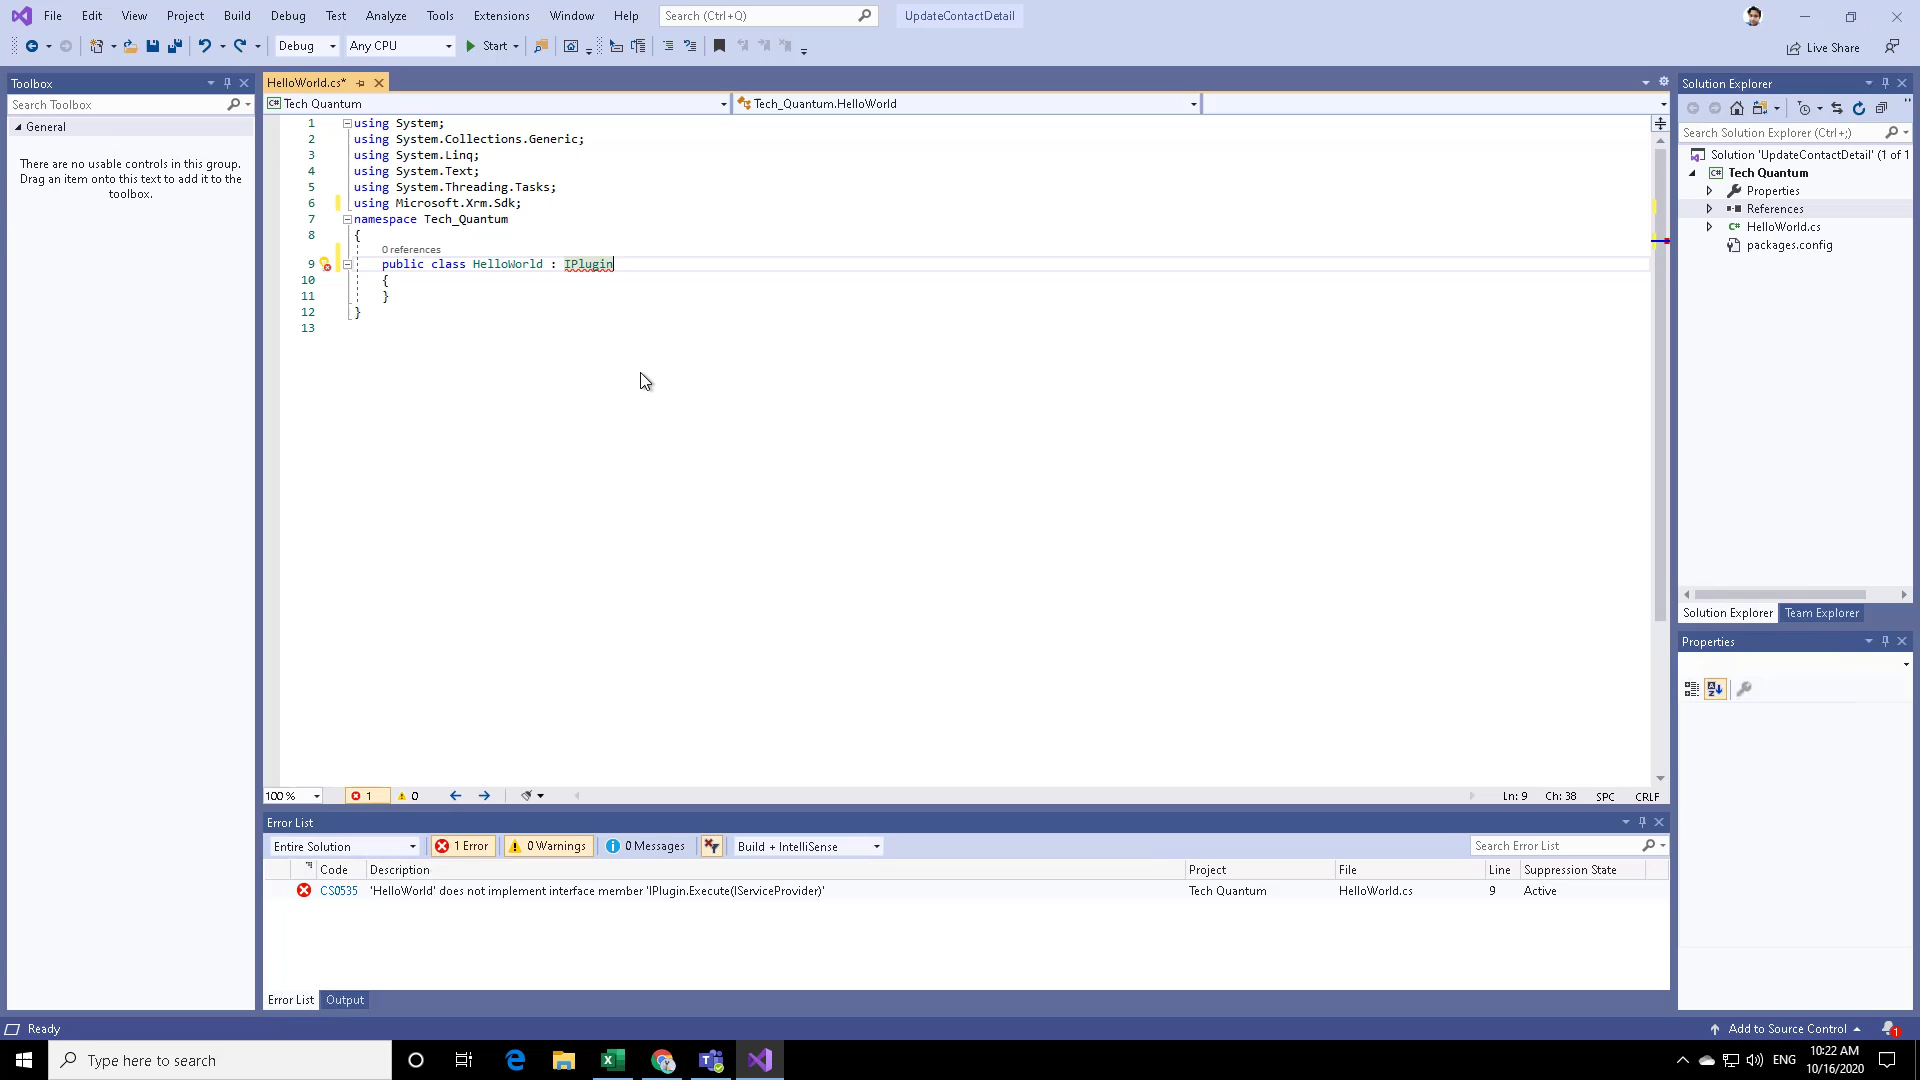 File Edit View Project Build Debug Test Analyze Tools Extensions Window Help Search (Ctrl+Q) UpdateContactDetail
Debug Any CPU Start Live Share
Toolbox
Search Toolbox
General
There are no usable controls in this group.
Drag an item onto this text to add it to the
toolbox.
HelloWorld.cs*
C# Tech Quantum Tech_Quantum.HelloWorld
1 using System;
2 using System.Collections.Generic;
3 using System.Linq;
4 using System.Text;
5 using System.Threading.Tasks;
6 using Microsoft.Xrm.Sdk;
7 namespace Tech_Quantum
8 {
0 references
9 public class HelloWorld : IPlugin
10 {
11 }
12 }
13
100 % 1 0 Ln: 9 Ch: 38 SPC CRLF
Error List
Entire Solution 1 Error 0 Warnings 0 Messages Build + IntelliSense Search Error List
Code Description Project File Line Suppression State
CS0535 'HelloWorld' does not implement interface member 'IPlugin.Execute(IServiceProvider)' Tech Quantum HelloWorld.cs 9 Active
Error List Output
Solution Explorer
Search Solution Explorer (Ctrl+;)
Solution 'UpdateContactDetail' (1 of 1
C# Tech Quantum
Properties
References
C# HelloWorld.cs
packages.config
Solution Explorer Team Explorer
Properties
Ready Add to Source Control 1
Type here to search
ENG 10:22 AM
10/16/2020